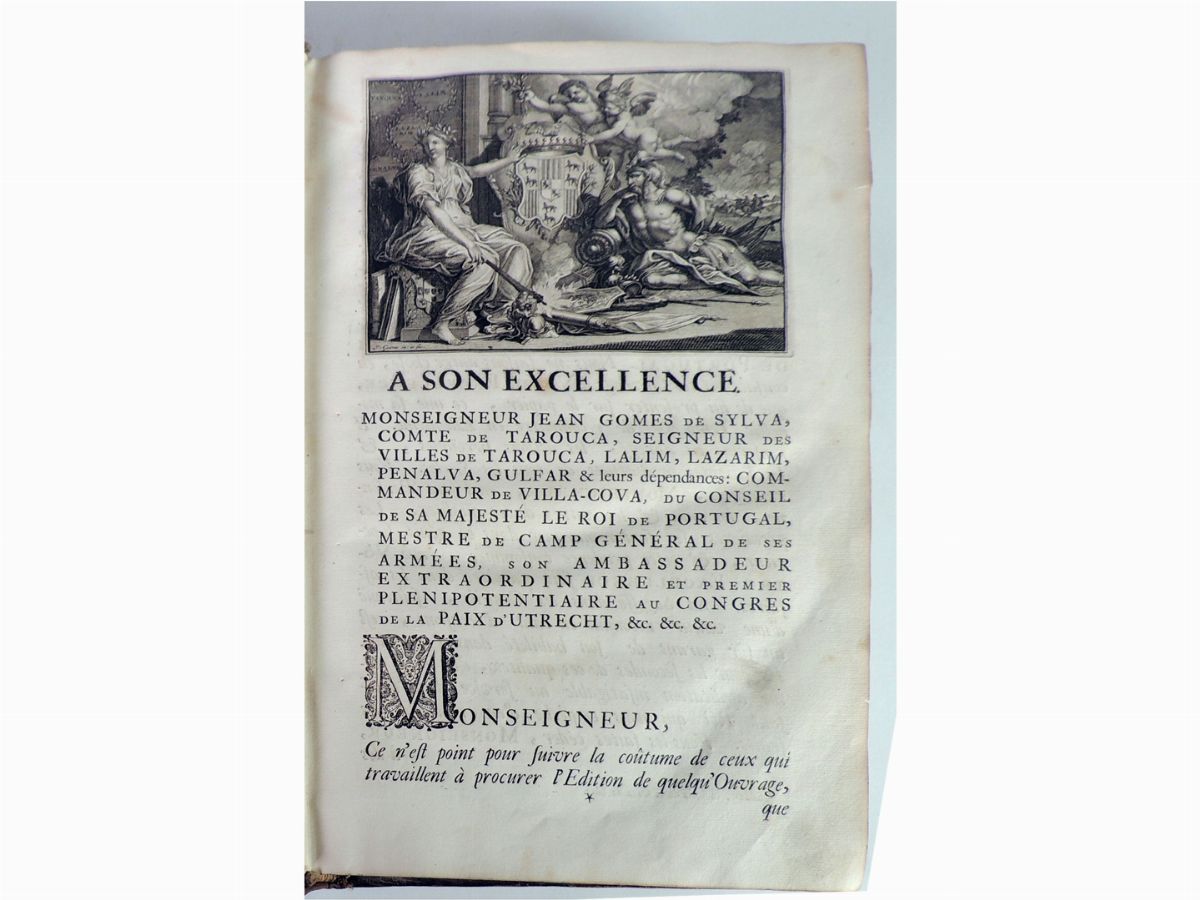 A SON EXCELLENCE.
MONSEIGNEUR JEAN GOMES DE SYLVA,
COMTE DE TAROUCA, SEIGNEUR DES
VILLES DE TAROUCA, LALIM, LAZARIM,
PENALVA, GULFAR & leurs dépendances: COM-
MANDEUR DE VILLA-COVA, DU CONSEIL
DE SA MAJESTÉ LE ROI DE PORTUGAL,
MESTRE DE CAMP GÉNÉRAL DE SES
ARMÉES, SON AMBASSADEUR
EXTRAORDINAIRE ET PREMIER
PLENIPOTENTIAIRE AU CONGRES
DE LA PAIX D'UTRECHT, &c. &c. &c.
MONSEIGNEUR,
Ce n'eſt point pour ſuivre la coûtume de ceux qui
travaillent à procurer l'Edition de quelqu'Ouvrage,
*
que